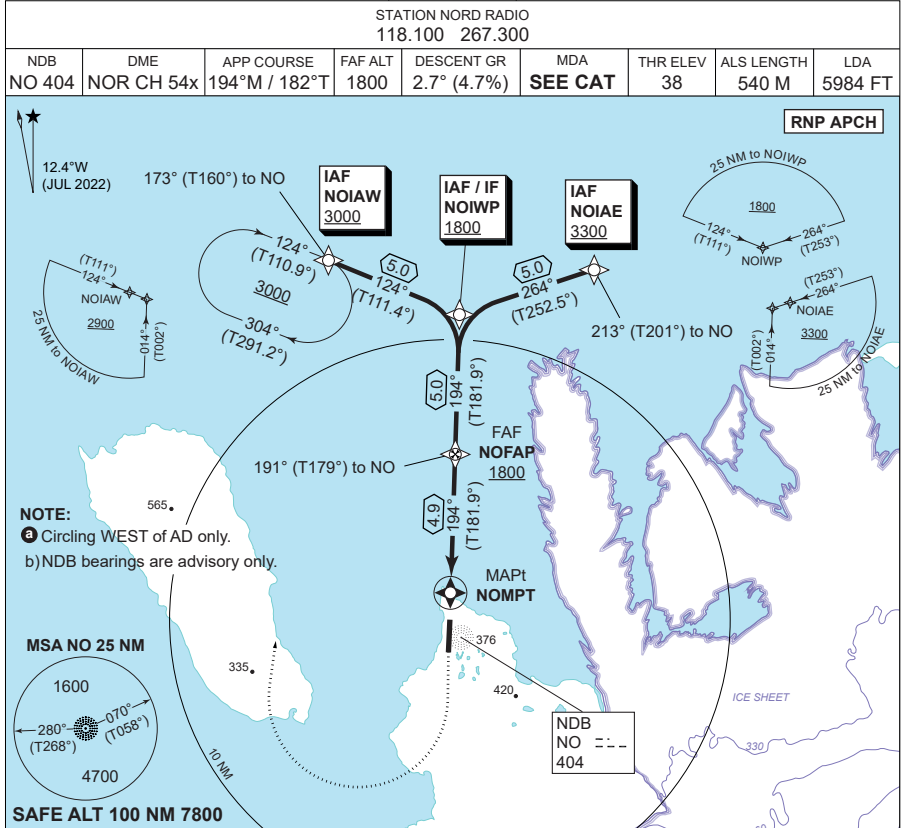 STATION NORD RADIO
118.100 267.300
NDB
NO 404
DME
NOR CH 54x
APP COURSE
194°M / 182°T
FAF ALT
1800
DESCENT GR
2.7° (4.7%)
MDA
SEE CAT
THR ELEV
38
ALS LENGTH
540 M
LDA
5984 FT
RNP APCH
12.4°W
(JUL 2022)
173° (T160°) to NO
IAF
NOIAW
3000
IAF / IF
NOIWP
1800
IAF
NOIAE
3300
25 NM to NOIWP
1800
124°
(T111°)
264°
(T253°)
NOIWP
124°
(T110.9°)
3000
304°
(T291.2°)
5.0
124°
(T111.4°)
5.0
264°
(T252.5°)
213° (T201°) to NO
(T111°)
124°
NOIAW
2900
014°
(T002°)
25 NM to NOIAW
(T253°)
264°
NOIAE
3300
014°
(T002°)
25 NM to NOIAE
5.0
194°
(T181.9°)
FAF
NOFAP
1800
191° (T179°) to NO
4.9
194°
(T181.9°)
565
NOTE:
a Circling WEST of AD only.
b)NDB bearings are advisory only.
MAPt
NOMPT
376
335
420
MSA NO 25 NM
1600
280°
(T268°)
070°
(T058°)
4700
SAFE ALT 100 NM 7800
10 NM
NDB
NO
404
ICE SHEET
330